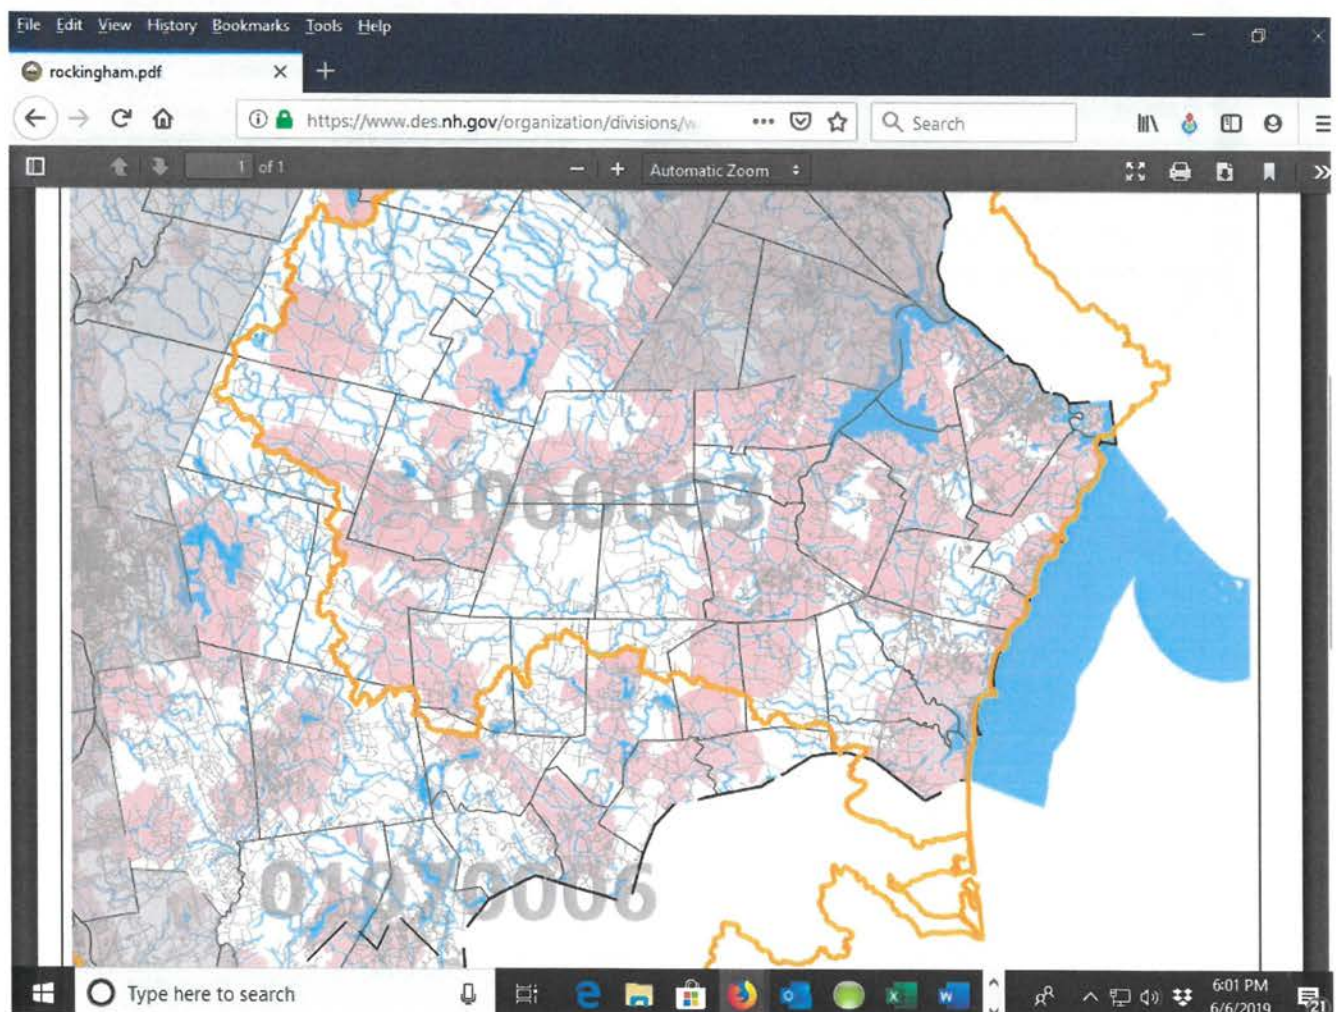 File Edit View History Bookmarks Tools Help
rockingham.pdf
https://www.des.nh.gov/organization/divisions/w
Search
1 of 1
Automatic Zoom
01060003
01070006
Type here to search
6:01 PM
6/6/2019
21